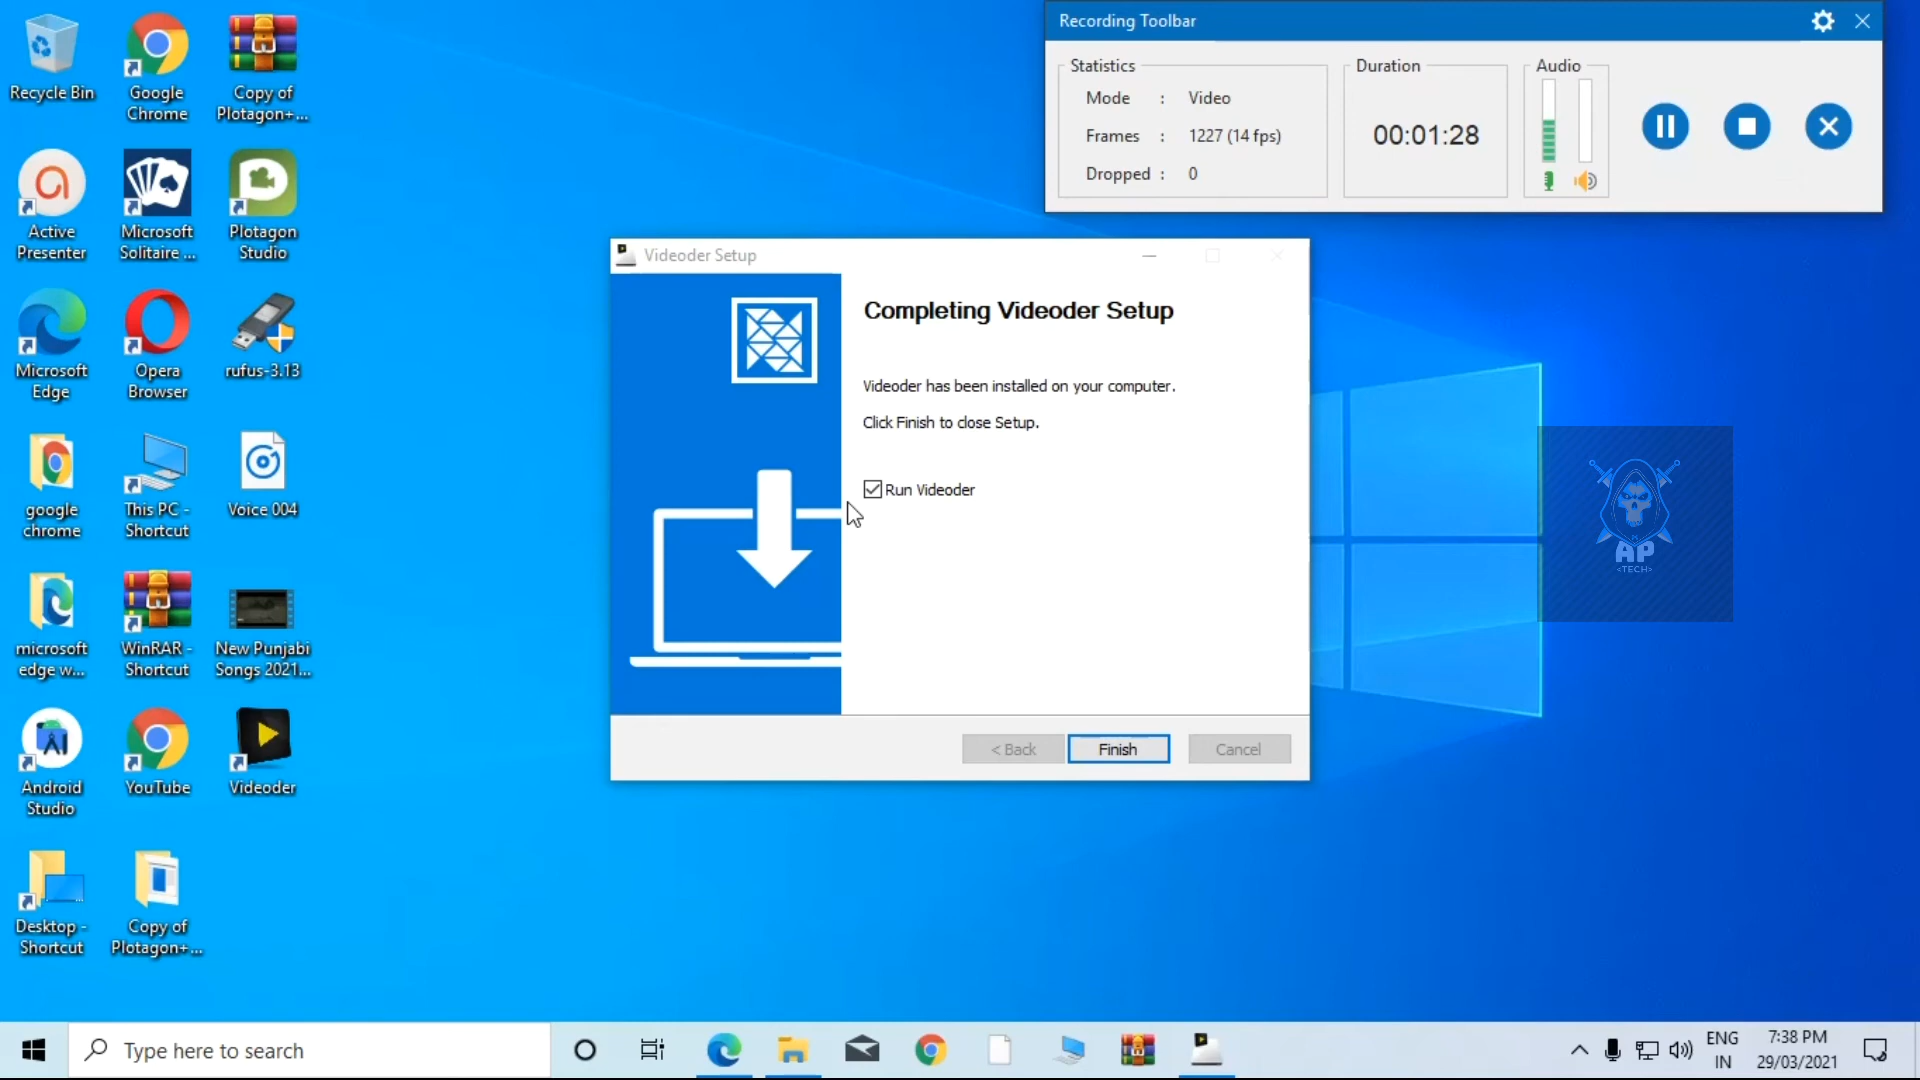 Recycle Bin
Google
Chrome
Copy of
Plotagon+...
Active
Presenter
Microsoft
Solitaire ...
Plotagon
Studio
Microsoft
Edge
Opera
Browser
rufus-3.13
google
chrome
This PC -
Shortcut
Voice 004
microsoft
edge w...
WinRAR -
Shortcut
New Punjabi
Songs 2021...
Android
Studio
YouTube
Videoder
Desktop -
Shortcut
Copy of
Plotagon+...
Recording Toolbar
Statistics
Mode : Video
Frames : 1227 (14 fps)
Dropped : 0
Duration
00:01:28
Audio
Videoder Setup
Completing Videoder Setup
Videoder has been installed on your computer.
Click Finish to close Setup.
Run Videoder
< Back
Finish
Cancel
AP
<TECH>
Type here to search
ENG
IN
7:38 PM
29/03/2021